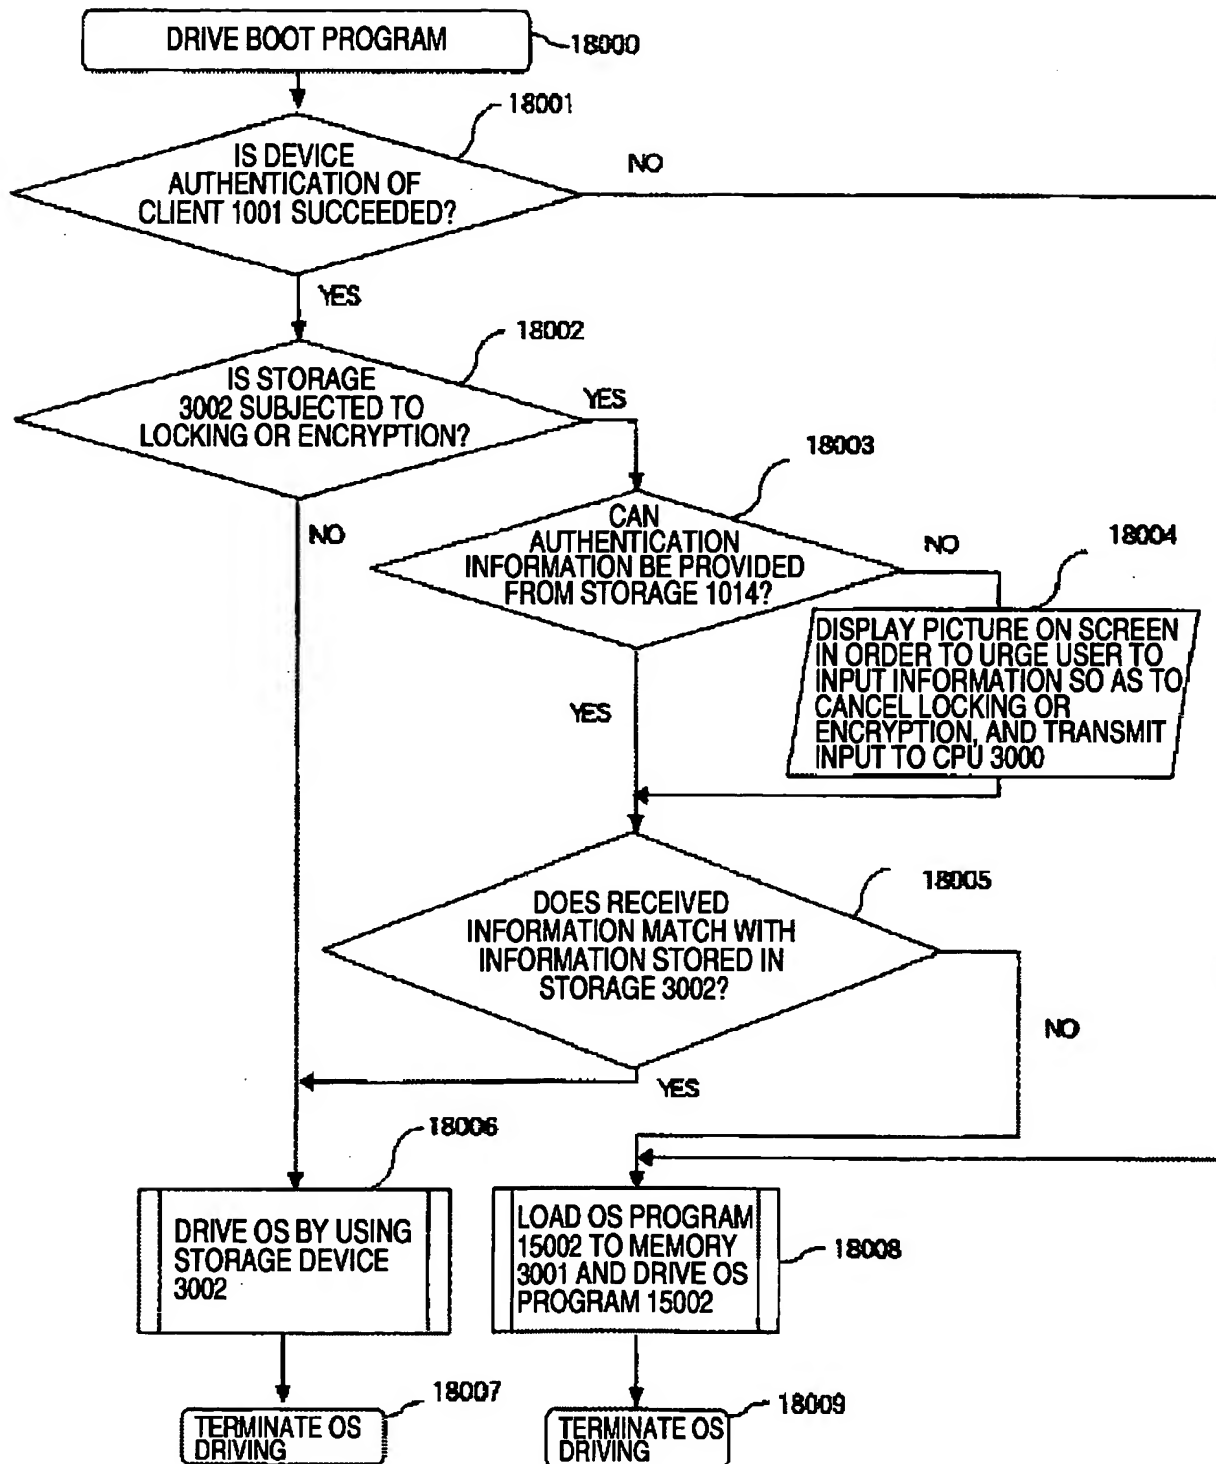 DRIVE BOOT PROGRAM
18000
18001
IS DEVICE
AUTHENTICATION OF
CLIENT 1001 SUCCEEDED?
NO
YES
18002
IS STORAGE
3002 SUBJECTED TO
LOCKING OR ENCRYPTION?
YES
NO
18003
CAN
AUTHENTICATION
INFORMATION BE PROVIDED
FROM STORAGE 1014?
NO
YES
18004
DISPLAY PICTURE ON SCREEN
IN ORDER TO URGE USER TO
INPUT INFORMATION SO AS TO
CANCEL LOCKING OR
ENCRYPTION, AND TRANSMIT
INPUT TO CPU 3000
18005
DOES RECEIVED
INFORMATION MATCH WITH
INFORMATION STORED IN
STORAGE 3002?
NO
YES
18006
DRIVE OS BY USING
STORAGE DEVICE
3002
LOAD OS PROGRAM
15002 TO MEMORY
3001 AND DRIVE OS
PROGRAM 15002
18008
18007
TERMINATE OS
DRIVING
18009
TERMINATE OS
DRIVING